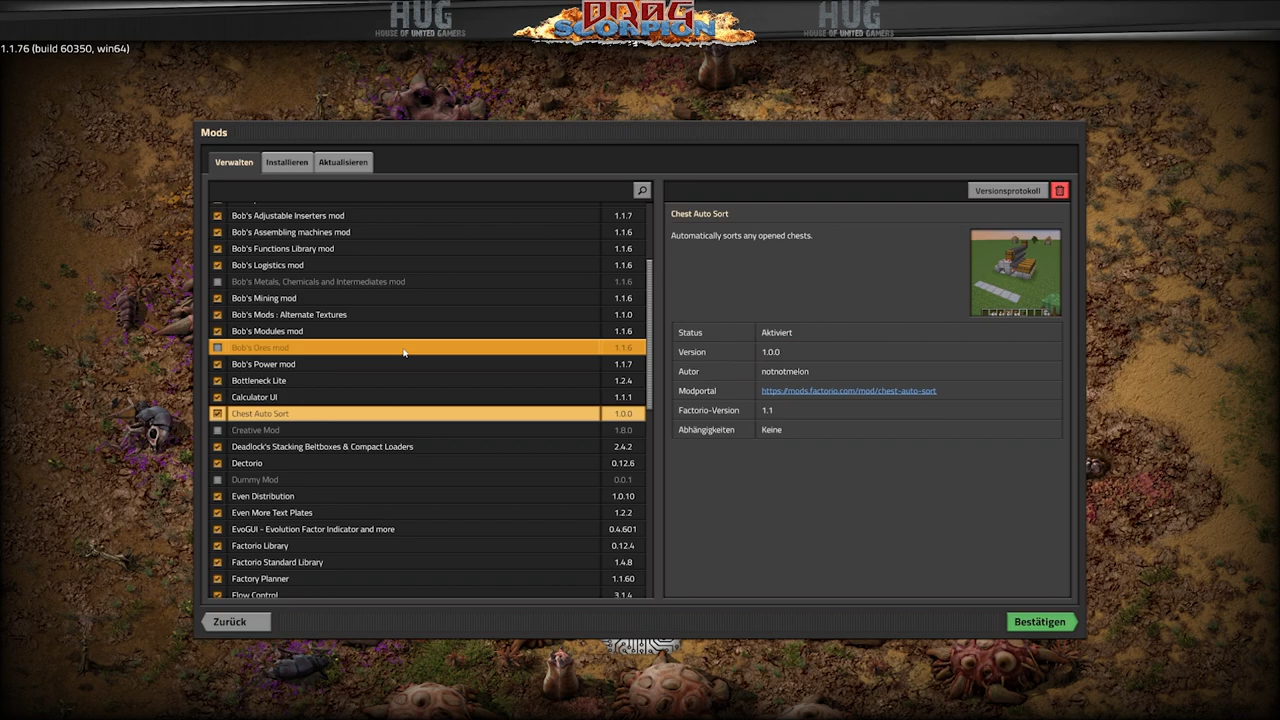 HUG
HOUSE OF UNITED GAMERS
DRAG
SCORPION
HUG
HOUSE OF UNITED GAMERS
1.1.76 (build 60350, win64)
Mods
Verwalten Installieren Aktualisieren
Versionsprotokoll
Bob's Adjustable Inserters mod 1.1.7
Bob's Assembling machines mod 1.1.6
Bob's Functions Library mod 1.1.6
Bob's Logistics mod 1.1.6
Bob's Metals, Chemicals and Intermediates mod 1.1.6
Bob's Mining mod 1.1.6
Bob's Mods : Alternate Textures 1.1.0
Bob's Modules mod 1.1.6
Bob's Ores mod 1.1.6
Bob's Power mod 1.1.7
Bottleneck Lite 1.2.4
Calculator UI 1.1.1
Chest Auto Sort 1.0.0
Creative Mod 1.8.0
Deadlock's Stacking Beltboxes & Compact Loaders 2.4.2
Dectorio 0.12.6
Dummy Mod 0.0.1
Even Distribution 1.0.10
Even More Text Plates 1.2.2
EvoGUI - Evolution Factor Indicator and more 0.4.601
Factorio Library 0.12.4
Factorio Standard Library 1.4.8
Factory Planner 1.1.60
Flow Control 3.1.4
Chest Auto Sort
Automatically sorts any opened chests.
Status Aktiviert
Version 1.0.0
Autor notnotmelon
Modportal https://mods.factorio.com/mod/chest-auto-sort
Factorio-Version 1.1
Abhängigkeiten Keine
Zurück
Bestätigen